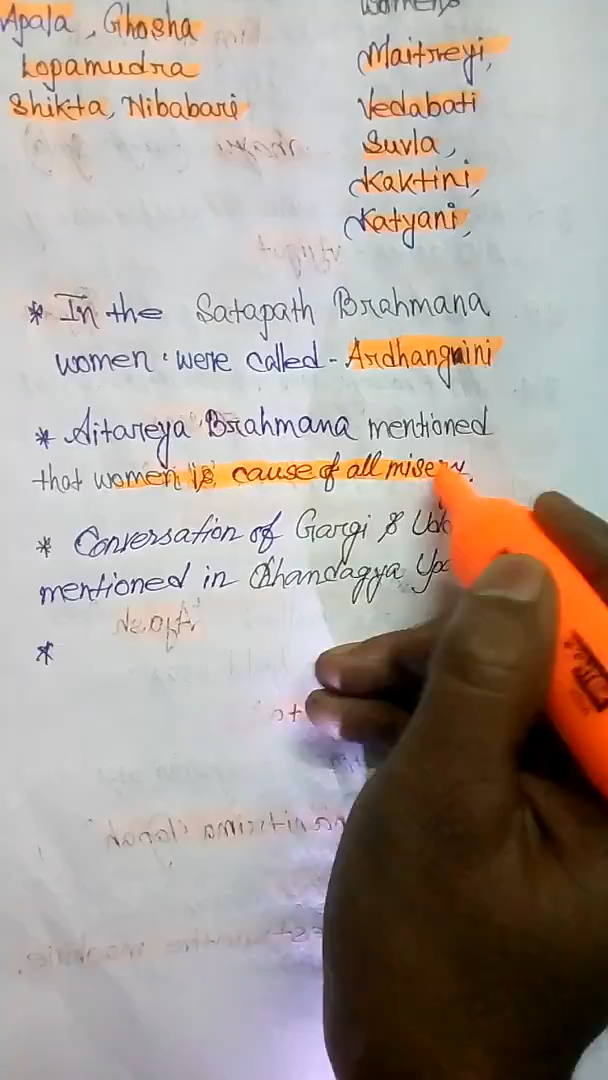 Apala, Ghosha
Lopamudra
Shikta, Nibabari
womens
Maitreyi,
Vedabati
Suvla,
Kaktini,
Katyani,
* In the Satapath Brahmana
women were called - Ardhangini
* Aitareya Brahmana mentioned
that women is cause of all misery.
* Conversation of Gargi &
mentioned in Chandagya
*